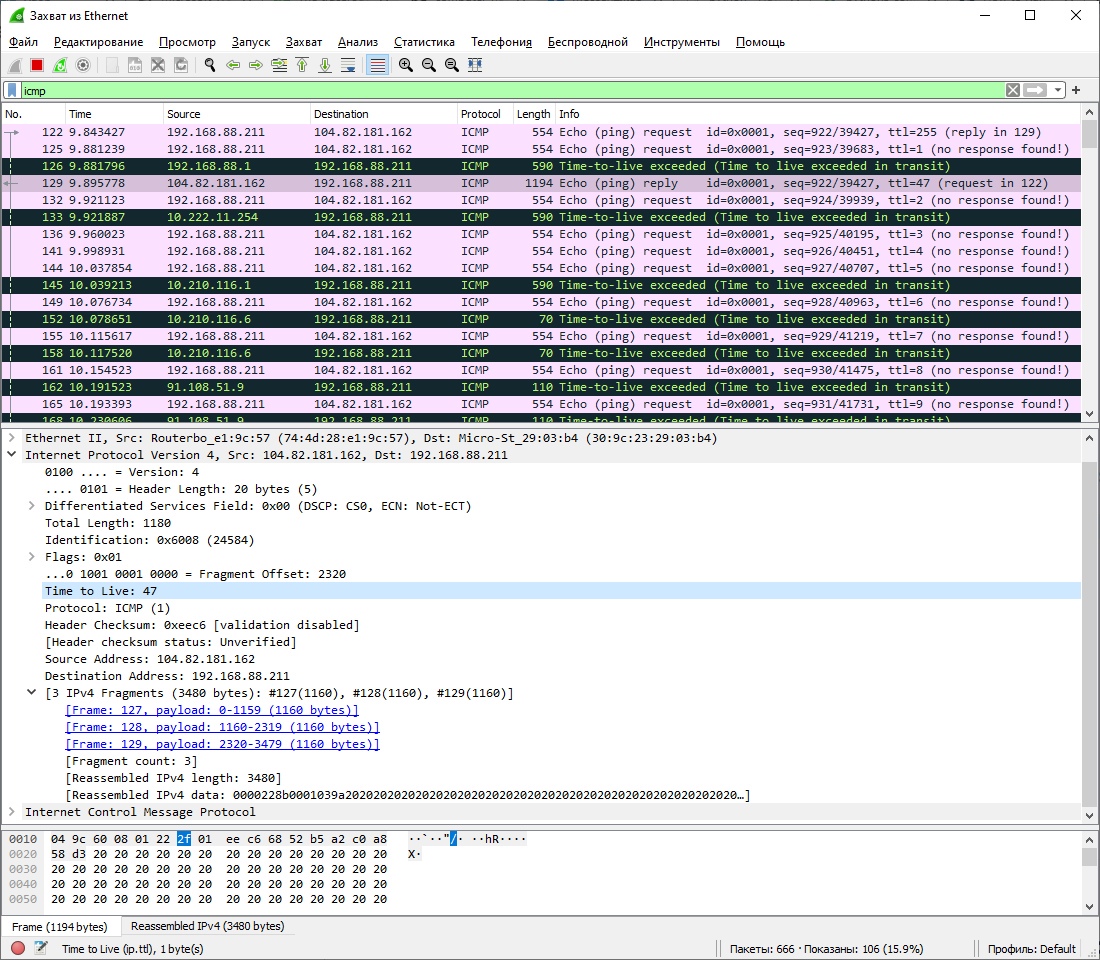 Захват из Ethernet
Файл Редактирование Просмотр Запуск Захват Анализ Статистика Телефония Беспроводной Инструменты Помощь
icmp
No. Time Source Destination Protocol Length Info
122 9.843427 192.168.88.211 104.82.181.162 ICMP 554 Echo (ping) request id=0x0001, seq=922/39427, ttl=255 (reply in 129)
125 9.881239 192.168.88.211 104.82.181.162 ICMP 554 Echo (ping) request id=0x0001, seq=923/39683, ttl=1 (no response found!)
126 9.881796 192.168.88.1 192.168.88.211 ICMP 590 Time-to-live exceeded (Time to live exceeded in transit)
129 9.895778 104.82.181.162 192.168.88.211 ICMP 1194 Echo (ping) reply id=0x0001, seq=922/39427, ttl=47 (request in 122)
132 9.921123 192.168.88.211 104.82.181.162 ICMP 554 Echo (ping) request id=0x0001, seq=924/39939, ttl=2 (no response found!)
133 9.921887 10.222.11.254 192.168.88.211 ICMP 590 Time-to-live exceeded (Time to live exceeded in transit)
136 9.960023 192.168.88.211 104.82.181.162 ICMP 554 Echo (ping) request id=0x0001, seq=925/40195, ttl=3 (no response found!)
141 9.998931 192.168.88.211 104.82.181.162 ICMP 554 Echo (ping) request id=0x0001, seq=926/40451, ttl=4 (no response found!)
144 10.037854 192.168.88.211 104.82.181.162 ICMP 554 Echo (ping) request id=0x0001, seq=927/40707, ttl=5 (no response found!)
145 10.039213 10.210.116.1 192.168.88.211 ICMP 590 Time-to-live exceeded (Time to live exceeded in transit)
149 10.076734 192.168.88.211 104.82.181.162 ICMP 554 Echo (ping) request id=0x0001, seq=928/40963, ttl=6 (no response found!)
152 10.078651 10.210.116.6 192.168.88.211 ICMP 70 Time-to-live exceeded (Time to live exceeded in transit)
155 10.115617 192.168.88.211 104.82.181.162 ICMP 554 Echo (ping) request id=0x0001, seq=929/41219, ttl=7 (no response found!)
158 10.117520 10.210.116.6 192.168.88.211 ICMP 70 Time-to-live exceeded (Time to live exceeded in transit)
161 10.154523 192.168.88.211 104.82.181.162 ICMP 554 Echo (ping) request id=0x0001, seq=930/41475, ttl=8 (no response found!)
162 10.191523 91.108.51.9 192.168.88.211 ICMP 110 Time-to-live exceeded (Time to live exceeded in transit)
165 10.193393 192.168.88.211 104.82.181.162 ICMP 554 Echo (ping) request id=0x0001, seq=931/41731, ttl=9 (no response found!)
168 10.230606 91.108.51.9 192.168.88.211 ICMP 110 Time-to-live exceeded (Time to live exceeded in transit)
Ethernet II, Src: Routerbo_e1:9c:57 (74:4d:28:e1:9c:57), Dst: Micro-St_29:03:b4 (30:9c:23:29:03:b4)
Internet Protocol Version 4, Src: 104.82.181.162, Dst: 192.168.88.211
0100 .... = Version: 4
.... 0101 = Header Length: 20 bytes (5)
Differentiated Services Field: 0x00 (DSCP: CS0, ECN: Not-ECT)
Total Length: 1180
Identification: 0x6008 (24584)
Flags: 0x01
...0 1001 0001 0000 = Fragment Offset: 2320
Time to Live: 47
Protocol: ICMP (1)
Header Checksum: 0xeec6 [validation disabled]
[Header checksum status: Unverified]
Source Address: 104.82.181.162
Destination Address: 192.168.88.211
[3 IPv4 Fragments (3480 bytes): #127(1160), #128(1160), #129(1160)]
[Frame: 127, payload: 0-1159 (1160 bytes)]
[Frame: 128, payload: 1160-2319 (1160 bytes)]
[Frame: 129, payload: 2320-3479 (1160 bytes)]
[Fragment count: 3]
[Reassembled IPv4 length: 3480]
[Reassembled IPv4 data: 0000228b0001039a20202020202020202020202020202020202020202020202020202020…]
Internet Control Message Protocol
0010 04 9c 60 08 01 22 2f 01 ee c6 68 52 b5 a2 c0 a8 ··`··"/· ··hR····
0020 58 d3 20 20 20 20 20 20 20 20 20 20 20 20 20 20 X·
0030 20 20 20 20 20 20 20 20 20 20 20 20 20 20 20 20
0040 20 20 20 20 20 20 20 20 20 20 20 20 20 20 20 20
0050 20 20 20 20 20 20 20 20 20 20 20 20 20 20 20 20
Frame (1194 bytes) Reassembled IPv4 (3480 bytes)
Time to Live (ip.ttl), 1 byte(s) Пакеты: 666 · Показаны: 106 (15.9%) Профиль: Default